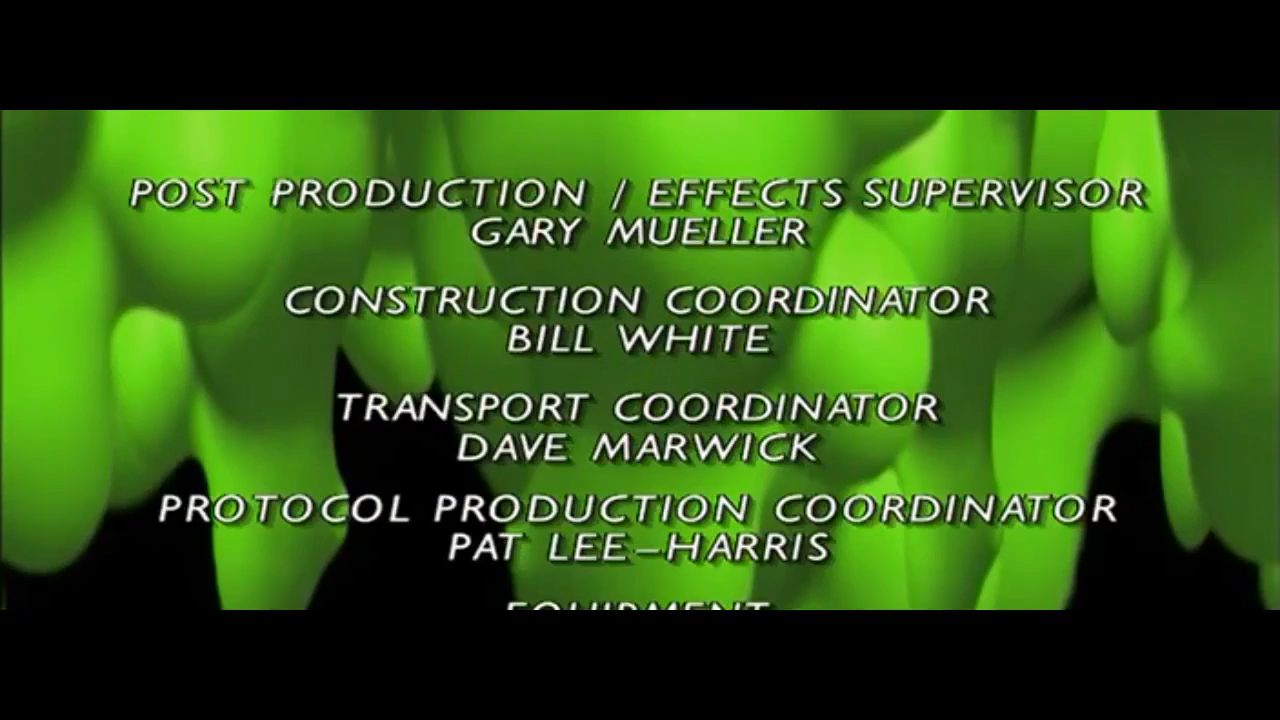 POST PRODUCTION / EFFECTS SUPERVISOR
GARY MUELLER
CONSTRUCTION COORDINATOR
BILL WHITE
TRANSPORT COORDINATOR
DAVE MARWICK
PROTOCOL PRODUCTION COORDINATOR
PAT LEE-HARRIS
EQUIPMENT